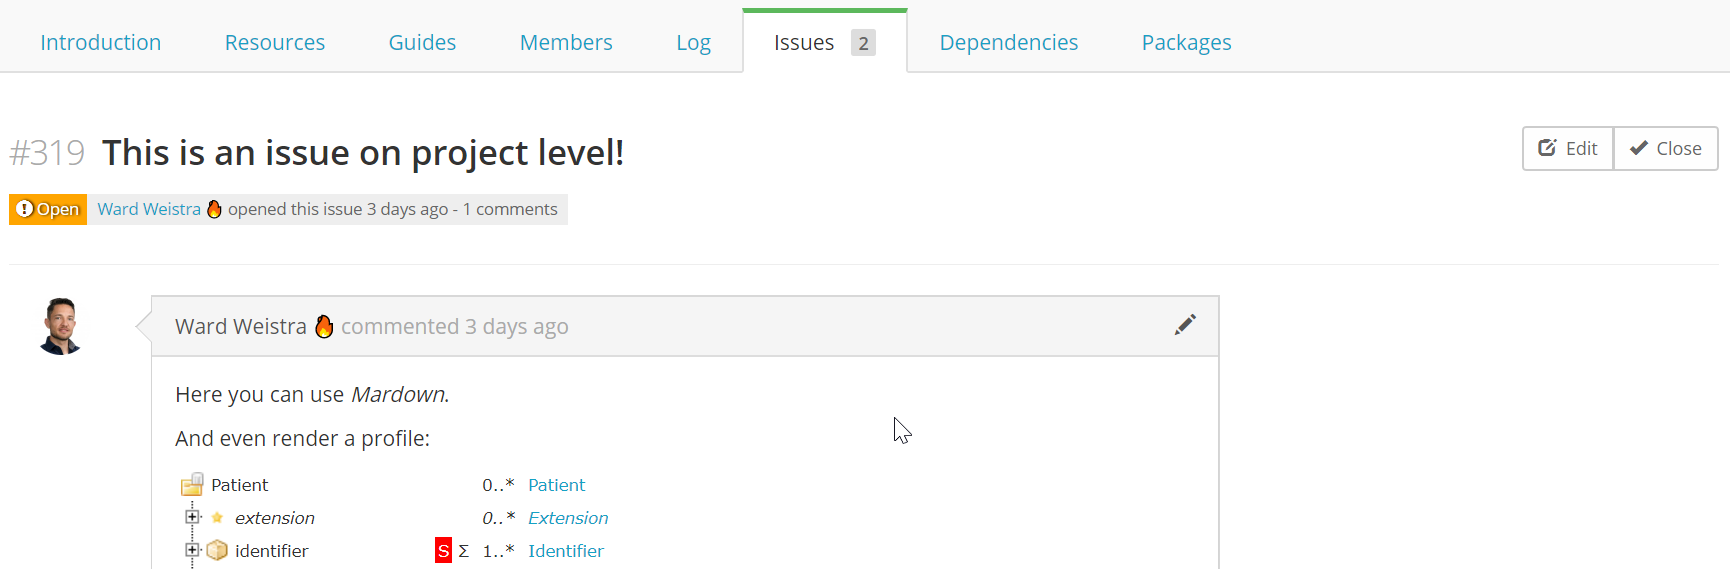 Introduction Resources Guides Members Log Issues 2 Dependencies Packages
#319 This is an issue on project level!
Edit Close
Open Ward Weistra opened this issue 3 days ago - 1 comments
Ward Weistra commented 3 days ago
Here you can use Mardown.
And even render a profile:
Patient 0..* Patient
extension 0..* Extension
identifier S Σ 1..* Identifier